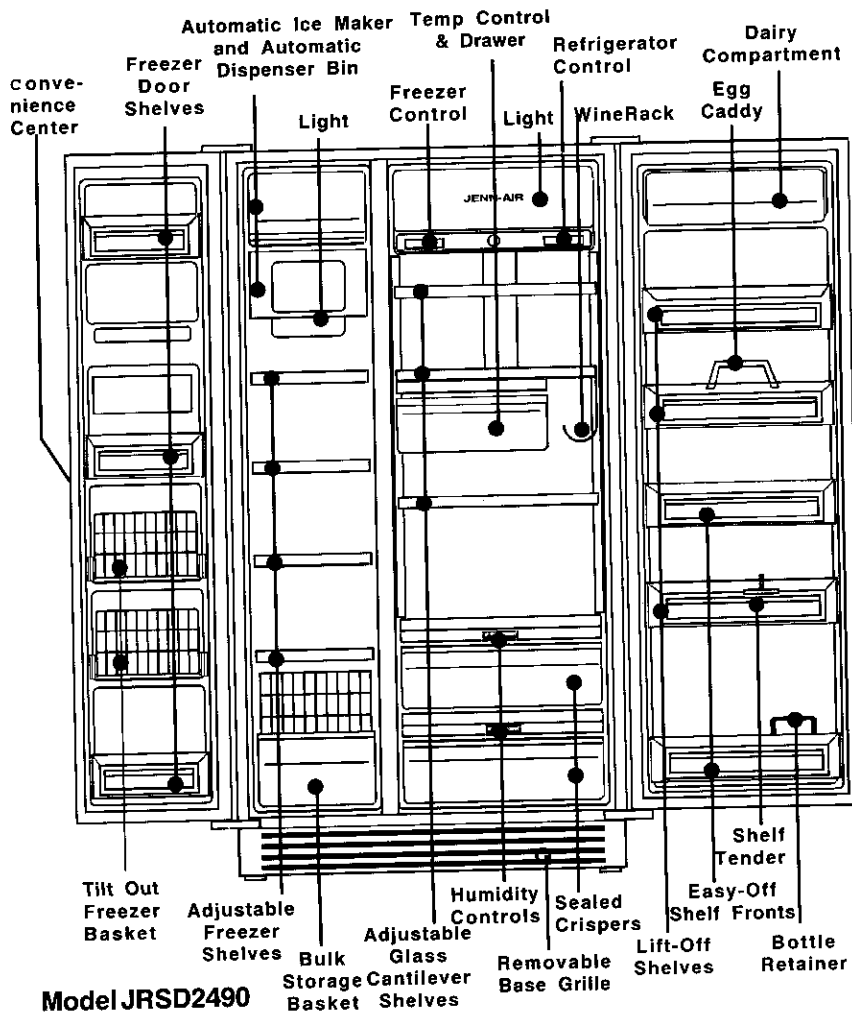 Automatic Ice Maker
and Automatic
Dispenser Bin
Temp Control
& Drawer
Refrigerator
Control
Dairy
Compartment
Conve-
nience
Center
Freezer
Door
Shelves
Light
Freezer
Control
Light
WineRack
Egg
Caddy
JENN-AIR
Tilt Out
Freezer
Basket
Adjustable
Freezer
Shelves
Bulk
Storage
Basket
Adjustable
Glass
Cantilever
Shelves
Humidity
Controls
Removable
Base Grille
Sealed
Crispers
Shelf
Tender
Easy-Off
Shelf Fronts
Lift-Off
Shelves
Bottle
Retainer
Model JRSD2490